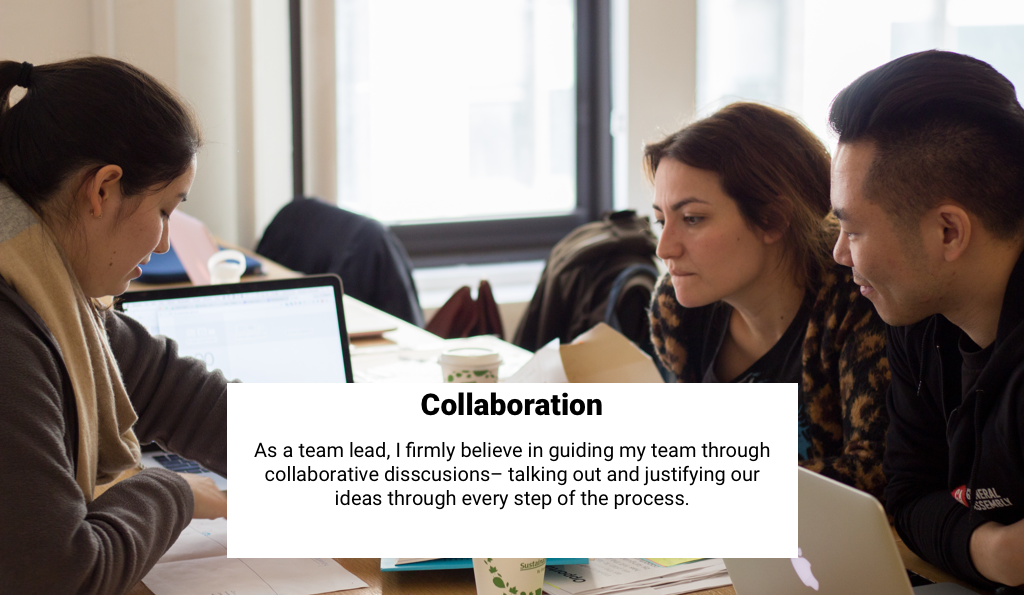 Collaboration
As a team lead, I firmly believe in guiding my team through
collaborative disscusions– talking out and justifying our
ideas through every step of the process.